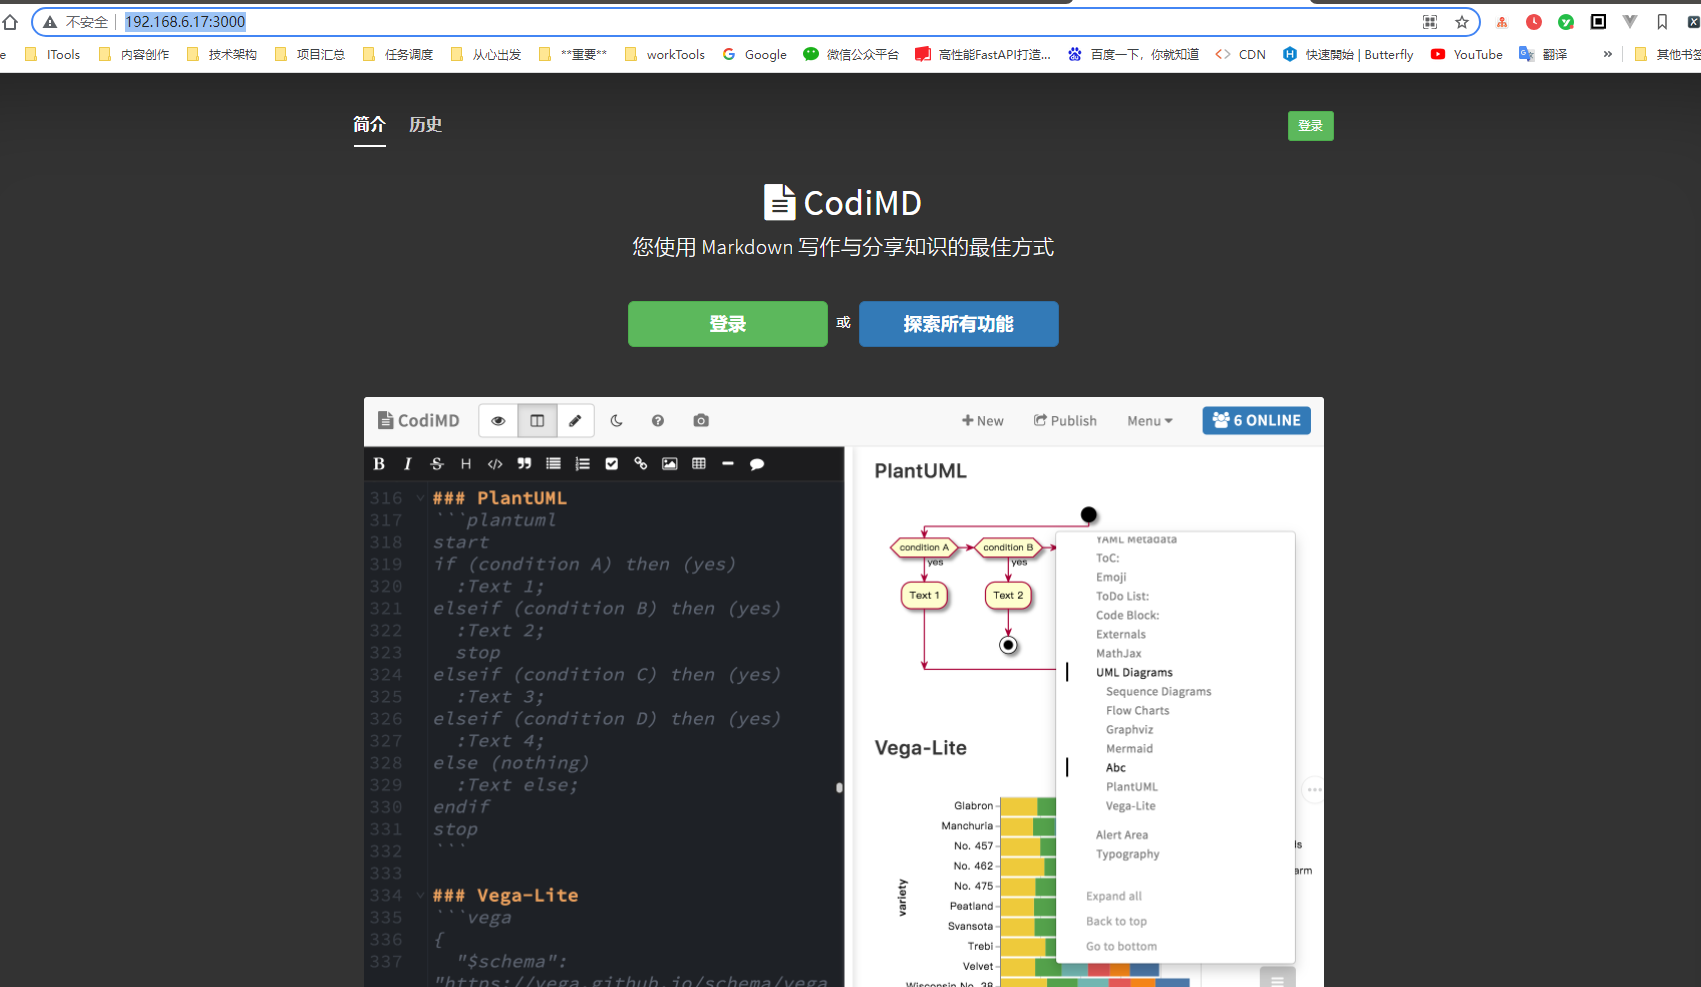 不安全 192.168.6.17:3000
e ITools 内容创作 技术架构 项目汇总 任务调度 从心出发 **重要** workTools Google 微信公众平台 高性能FastAPI打造... 百度一下，你就知道 CDN 快速開始 | Butterfly YouTube 翻译 » 其他书签
简介 历史 登录
CodiMD
您使用 Markdown 写作与分享知识的最佳方式
登录 或 探索所有功能
CodiMD New Publish Menu 6 ONLINE
B I S H </>
316 ### PlantUML
317 ```plantuml
318 start
319 if (condition A) then (yes)
320 :Text 1;
321 elseif (condition B) then (yes)
322 :Text 2;
323 stop
324 elseif (condition C) then (yes)
325 :Text 3;
326 elseif (condition D) then (yes)
327 :Text 4;
328 else (nothing)
329 :Text else;
330 endif
331 stop
332 ```
333
334 ### Vega-Lite
335 ```vega
336 {
337 "$schema":
"https://vega.github.io/schema/vega
PlantUML
condition A condition B
yes yes
Text 1 Text 2
Vega-Lite
variety
Glabron
Manchuria
No. 457
No. 462
No. 475
Peatland
Svansota
Trebi
Velvet
Wisconsin No. 38
YAML Metadata
ToC:
Emoji
ToDo List:
Code Block:
Externals
MathJax
UML Diagrams
Sequence Diagrams
Flow Charts
Graphviz
Mermaid
Abc
PlantUML
Vega-Lite
Alert Area
Typography
Expand all
Back to top
Go to bottom
ls
arm